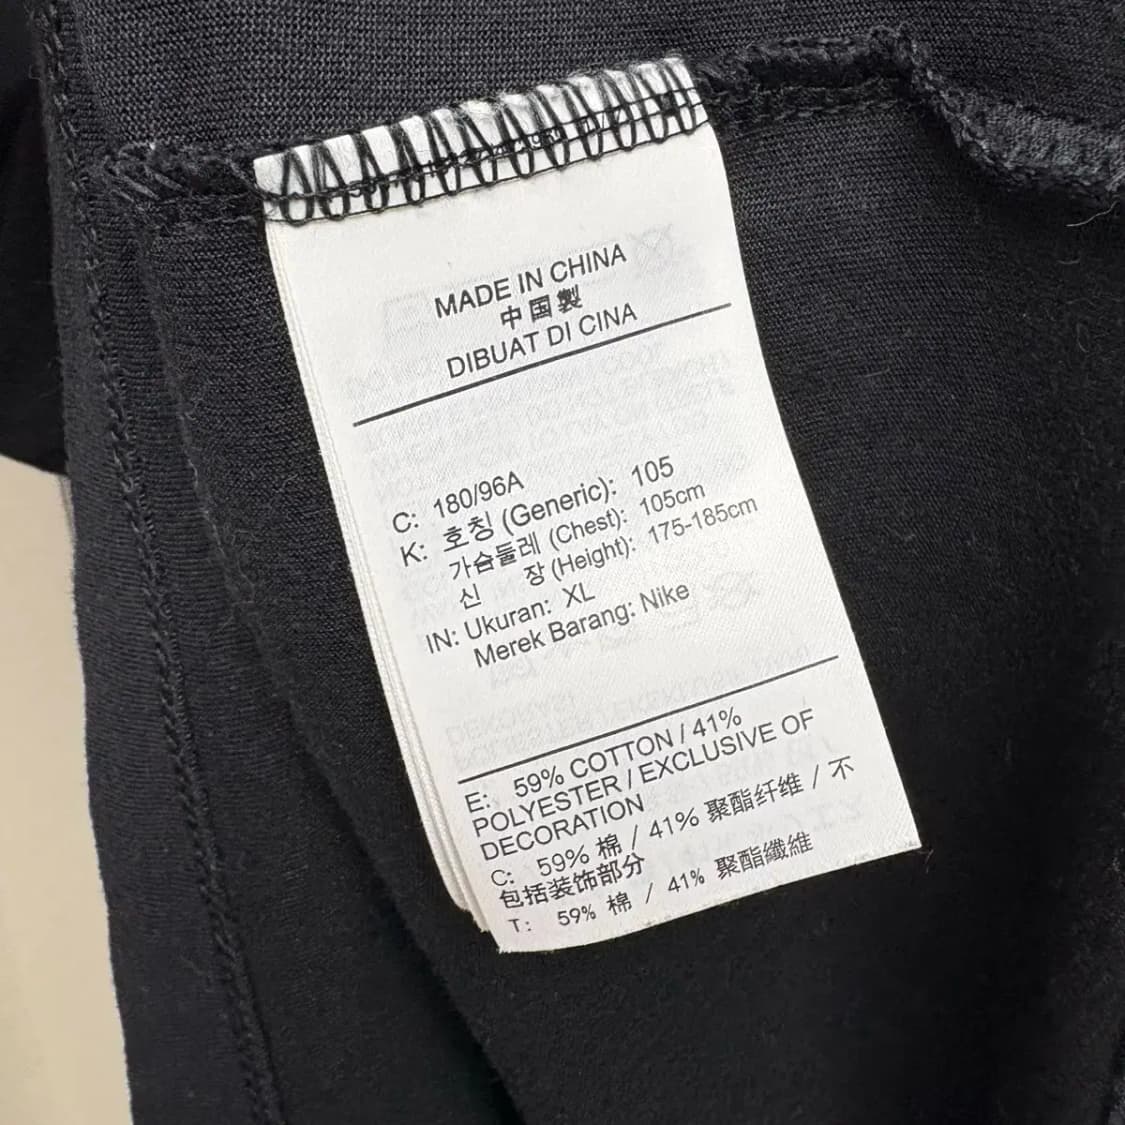 MADE IN CHINA
中国製
DIBUAT DI CINA
C: 180/96A
K: 호칭 (Generic): 105
가슴둘레 (Chest): 105cm
신 장 (Height): 175-185cm
IN: Ukuran: XL
Merek Barang: Nike
E: 59% COTTON / 41%
POLYESTER / EXCLUSIVE OF
DECORATION
C: 59% 棉 / 41% 聚酯纤维 / 不
包括装饰部分
T: 59% 棉 / 41% 聚酯纖維